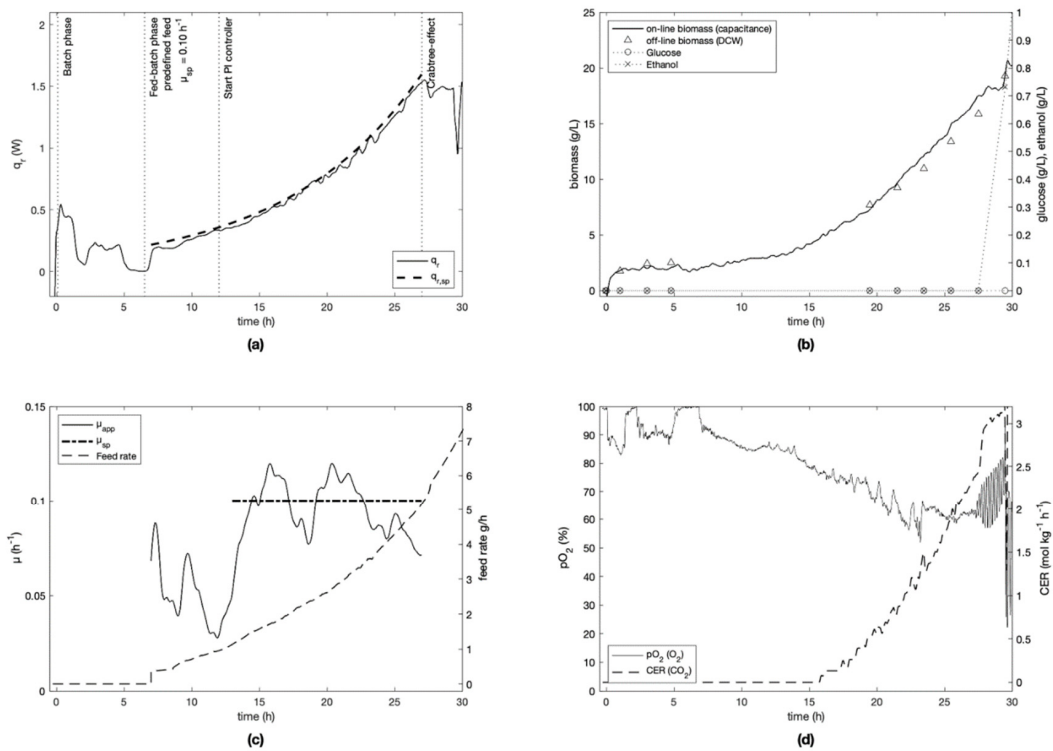 2
1.5
1
0.5
0
q_r (W)
Batch phase
Fed-batch phase
predefined feed
μ_sp = 0.10 h^-1
Start PI controller
Crabtree-effect
q_r
q_r,sp
0 5 10 15 20 25 30
time (h)
(a)
25
20
15
10
5
0
biomass (g/L)
on-line biomass (capacitance)
off-line biomass (DCW)
Glucose
Ethanol
1
0.9
0.8
0.7
0.6
0.5
0.4
0.3
0.2
0.1
0
glucose (g/L), ethanol (g/L)
0 5 10 15 20 25 30
time (h)
(b)
0.15
0.1
0.05
0
μ (h^-1)
μ_app
μ_sp
Feed rate
8
7
6
5
4
3
2
1
0
feed rate g/h
0 5 10 15 20 25 30
time (h)
(c)
100
90
80
70
60
50
40
30
20
10
0
pO_2 (%)
pO_2 (O_2)
CER (CO_2)
3
2.5
2
1.5
1
0.5
0
CER (mol kg^-1 h^-1)
0 5 10 15 20 25 30
time (h)
(d)